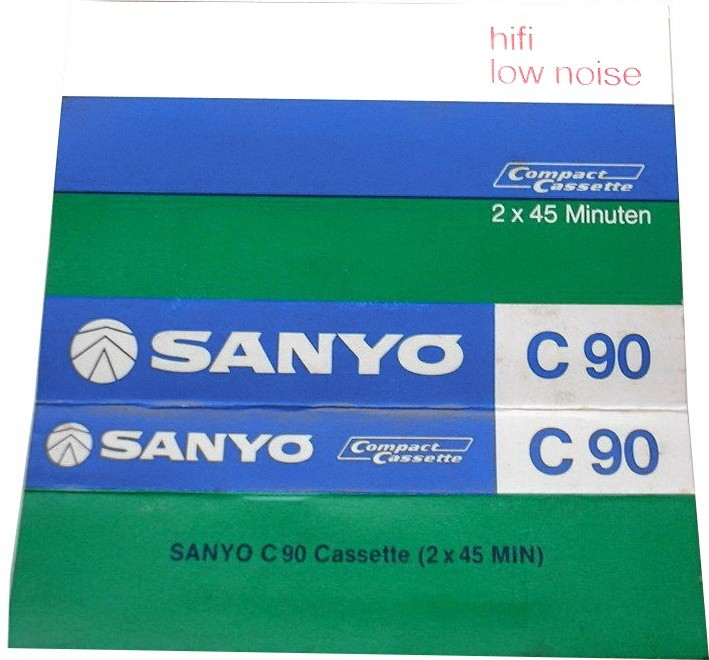 hifi
low noise
Compact
Cassette
2 x 45 Minuten
SANYO C 90
SANYO Compact Cassette C 90
SANYO C 90 Cassette (2 x 45 MIN)